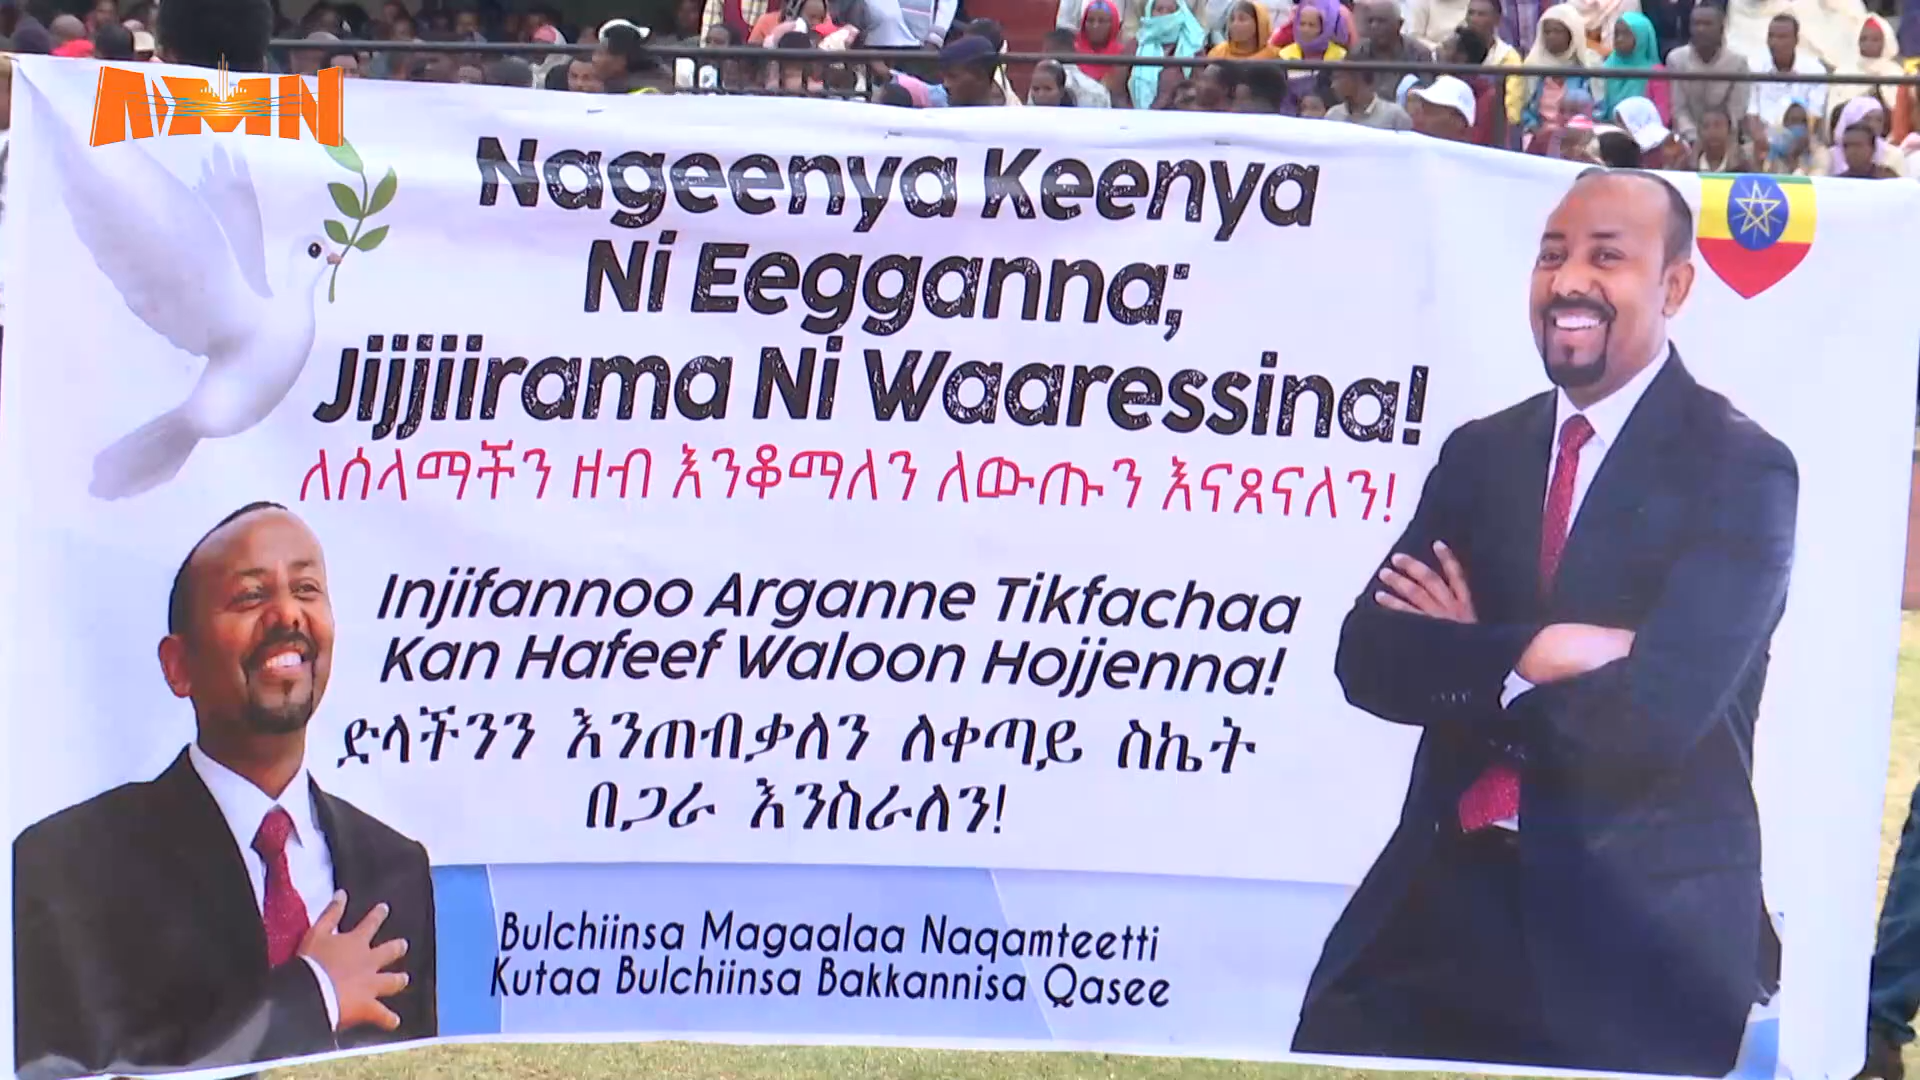 AMN
Nageenya Keenya
Ni Eegganna;
Jijjiirama Ni Waaressina!
ለሰላማችን ዘብ እንቆማለን ለውጡን እናጸናለን!
Injifannoo Arganne Tikfachaa
Kan Hafeef Waloon Hojjenna!
ድላችንን እንጠብቃለን ለቀጣይ ስኬት
በጋራ እንስራለን!
Bulchiinsa Magaalaa Naqamteetti
Kutaa Bulchiinsa Bakkannisa Qasee